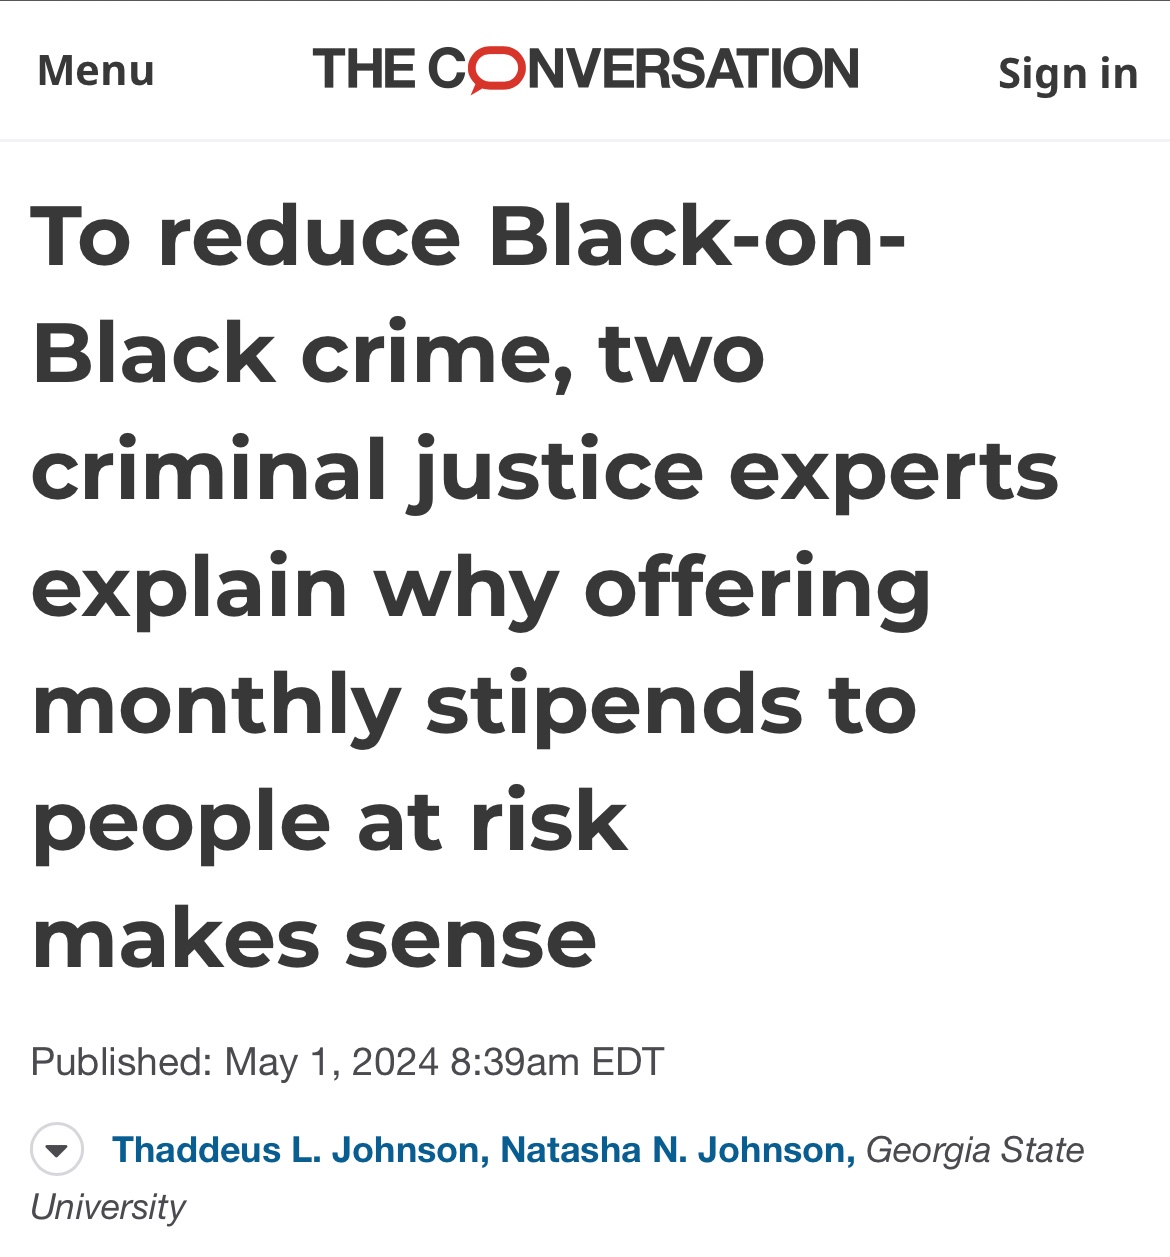 Menu
THE CONVERSATION
Sign in
To reduce Black-on-
Black crime, two
criminal justice experts
explain why offering
monthly stipends to
people at risk
makes sense
Published: May 1, 2024 8:39am EDT
Thaddeus L. Johnson, Natasha N. Johnson, Georgia State
University